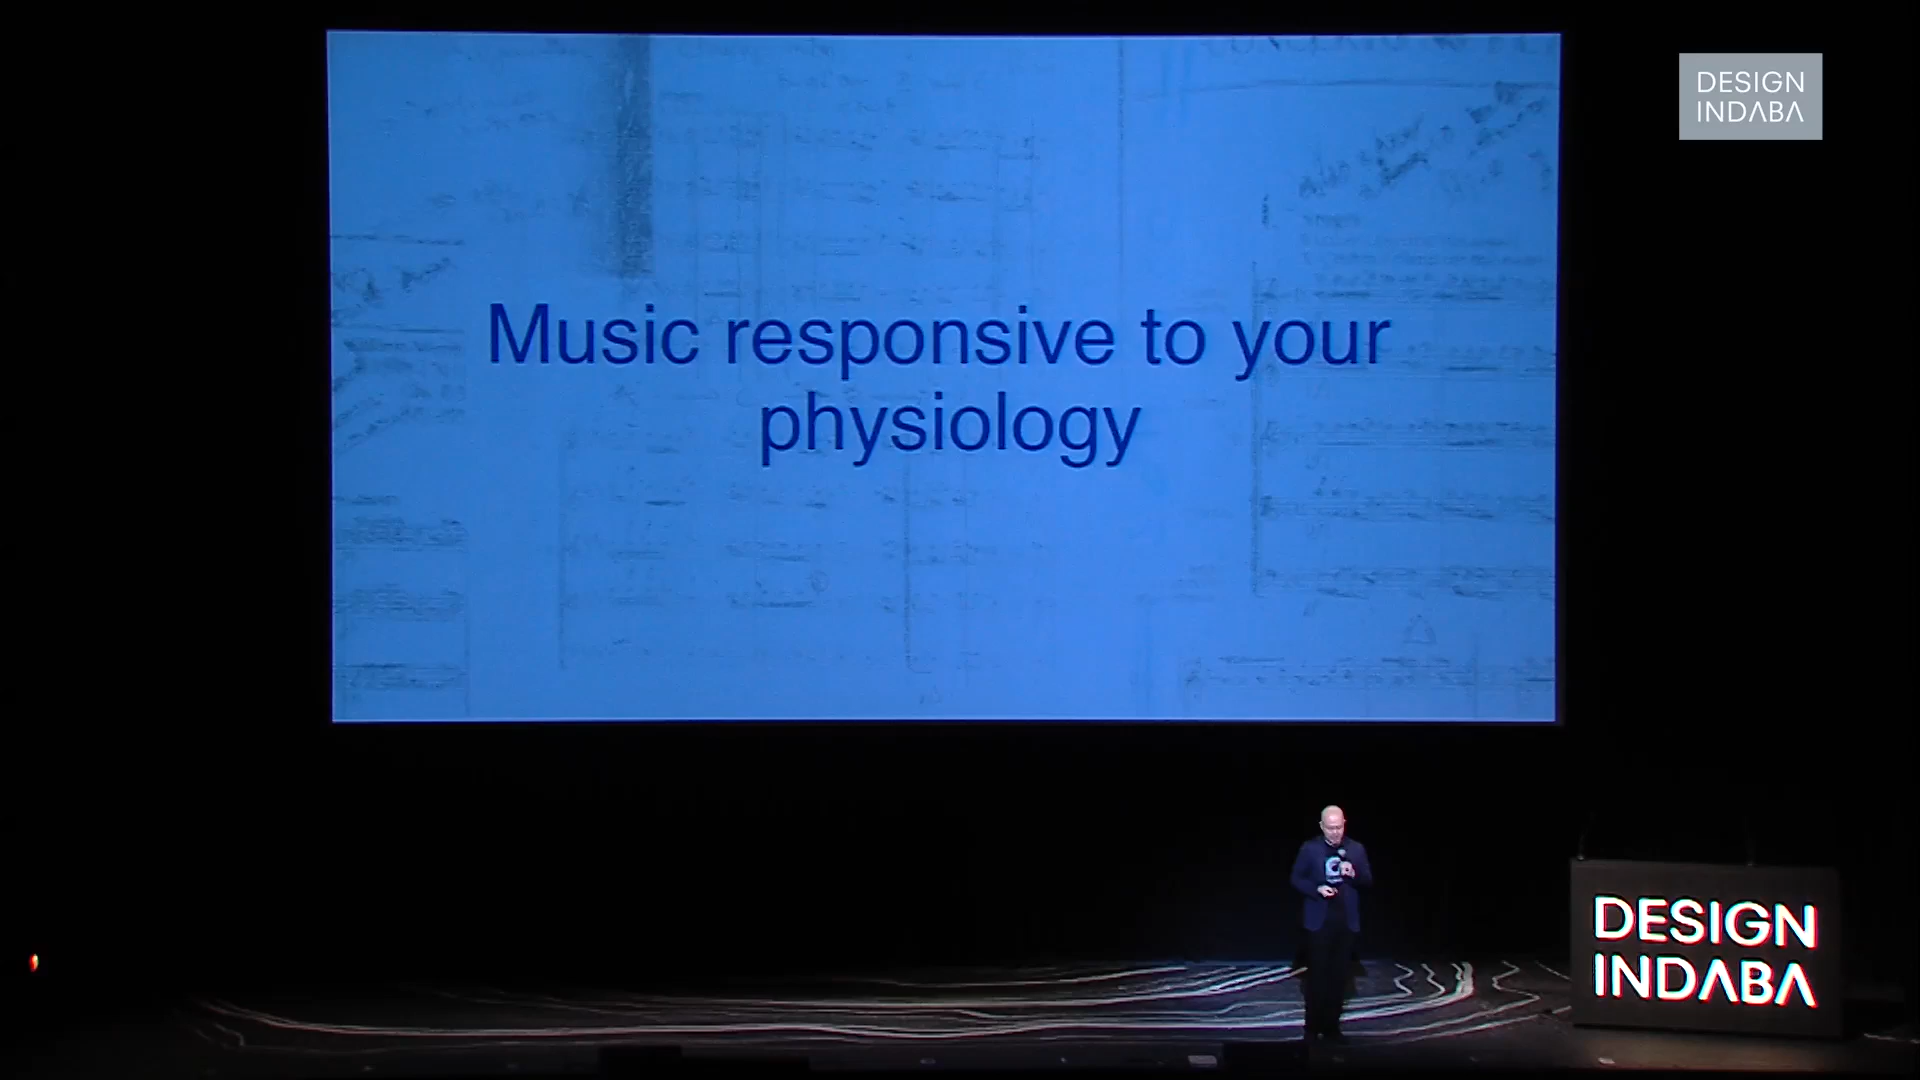 Music responsive to your
physiology
DESIGN
INDABA
DESIGN
INDABA